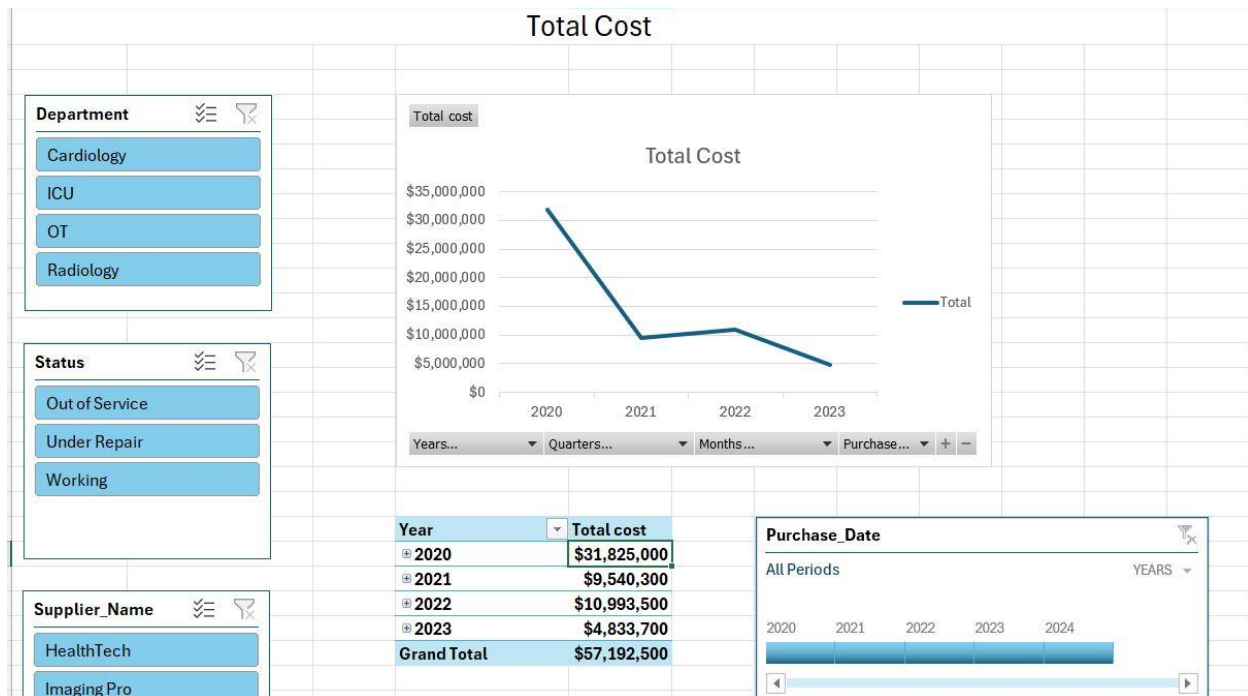 Total Cost
Department
Cardiology
ICU
OT
Radiology
Status
Out of Service
Under Repair
Working
Supplier_Name
HealthTech
Imaging Pro
Total cost
Total Cost
$35,000,000
$30,000,000
$25,000,000
$20,000,000
$15,000,000
$10,000,000
$5,000,000
$0
2020 2021 2022 2023
Total
Years... Quarters... Months... Purchase... + −
Year Total cost
2020 $31,825,000
2021 $9,540,300
2022 $10,993,500
2023 $4,833,700
Grand Total $57,192,500
Purchase_Date
All Periods YEARS
2020 2021 2022 2023 2024